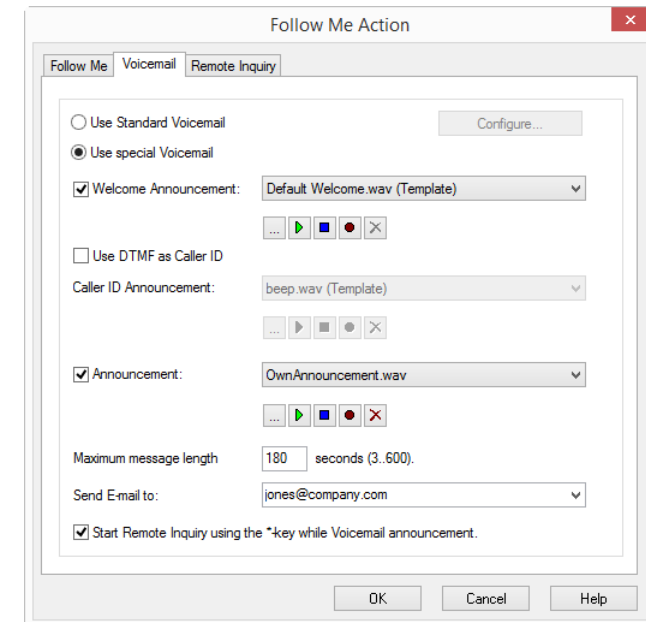 Follow Me Action
Follow Me Voicemail Remote Inquiry
Use Standard Voicemail Configure...
Use special Voicemail
Welcome Announcement: Default Welcome.wav (Template)
...
Use DTMF as Caller ID
Caller ID Announcement: beep.wav (Template)
...
Announcement: OwnAnnouncement.wav
...
Maximum message length 180 seconds (3..600).
Send E-mail to: jones@company.com
Start Remote Inquiry using the *-key while Voicemail announcement.
OK Cancel Help